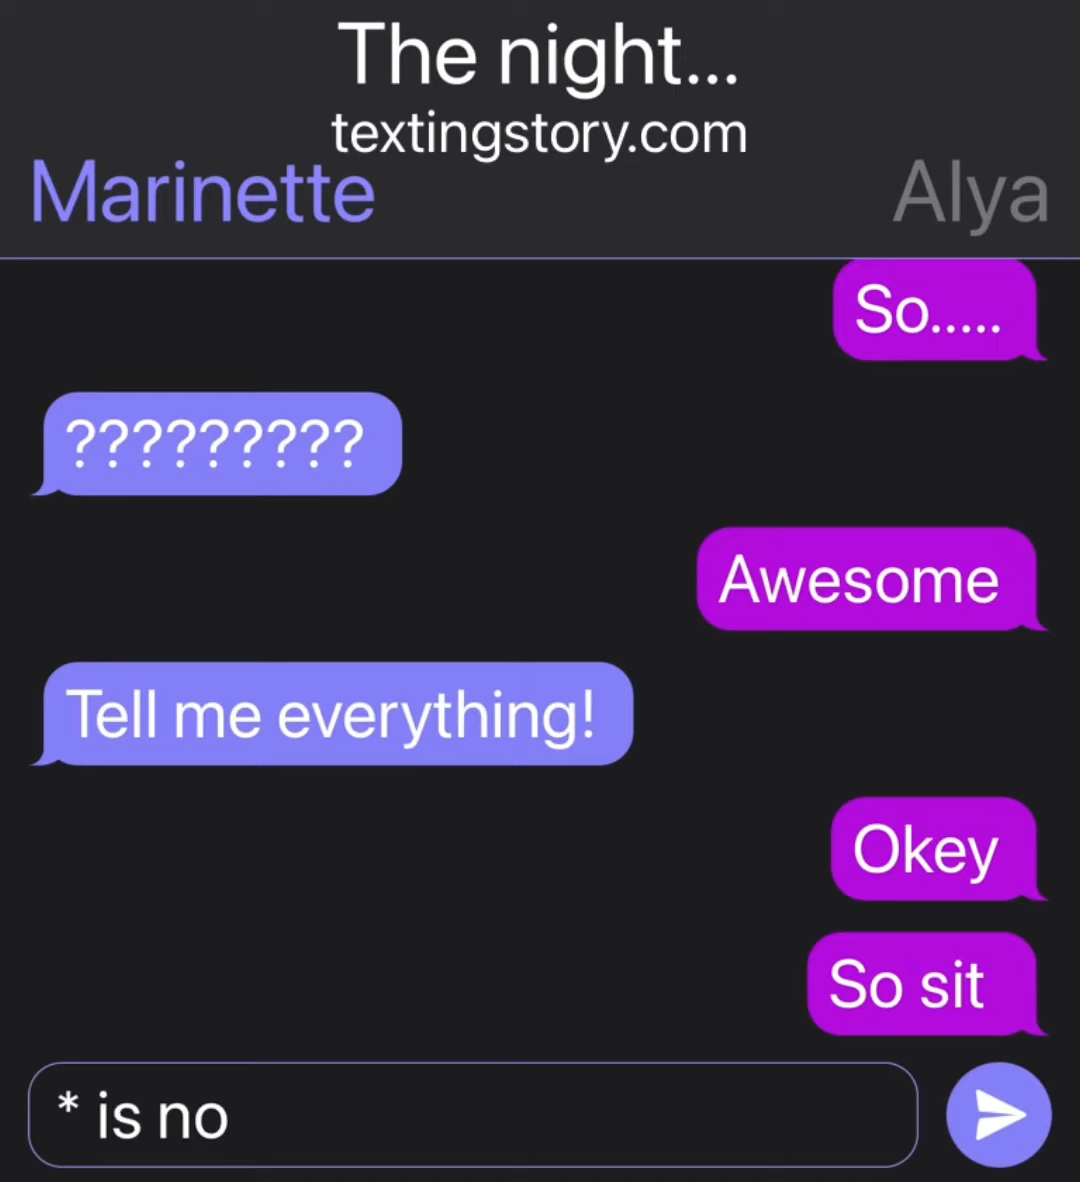 The night...
textingstory.com
Marinette
Alya
So.....
?????????
Awesome
Tell me everything!
Okey
So sit
* is no